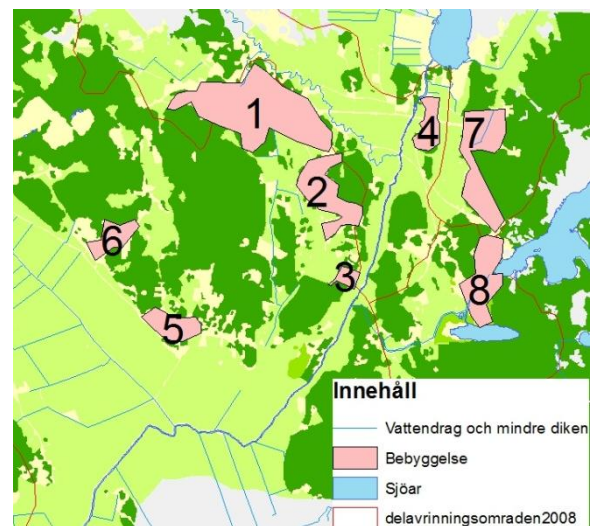 1
7
4
2
6
3
8
5
Innehåll
Vattendrag och mindre diken
Bebyggelse
Sjöar
delavrinningsomraden2008